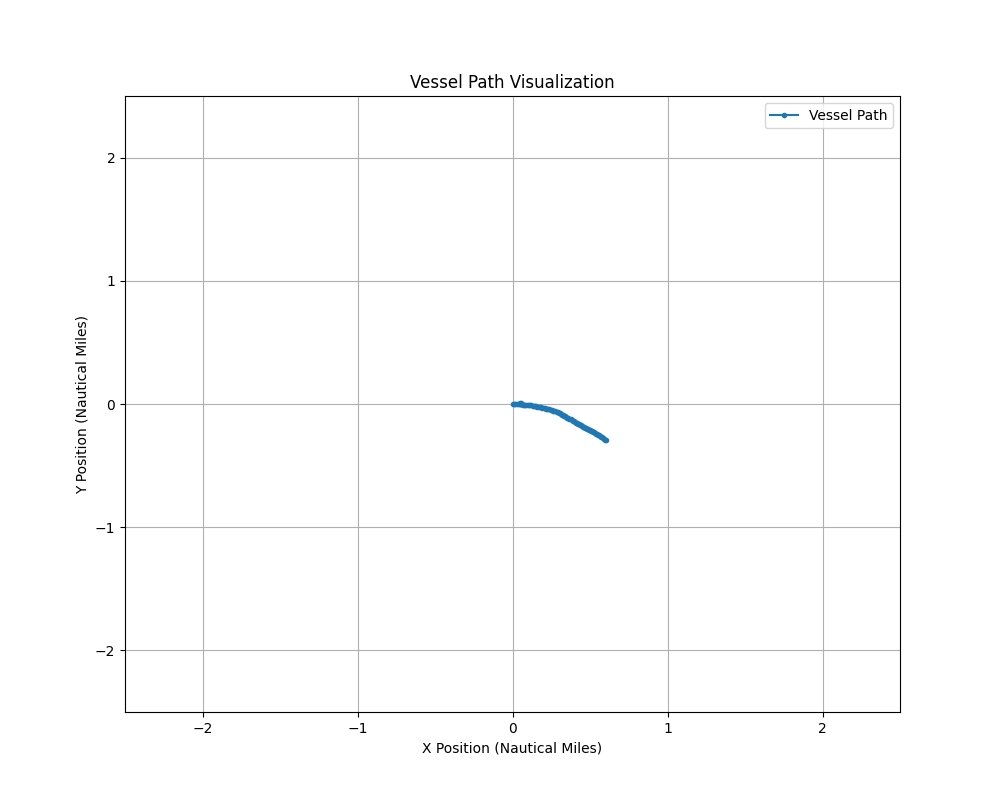 Vessel Path Visualization
Vessel Path
Y Position (Nautical Miles)
2
1
0
−1
−2
−2
−1
0
1
2
X Position (Nautical Miles)